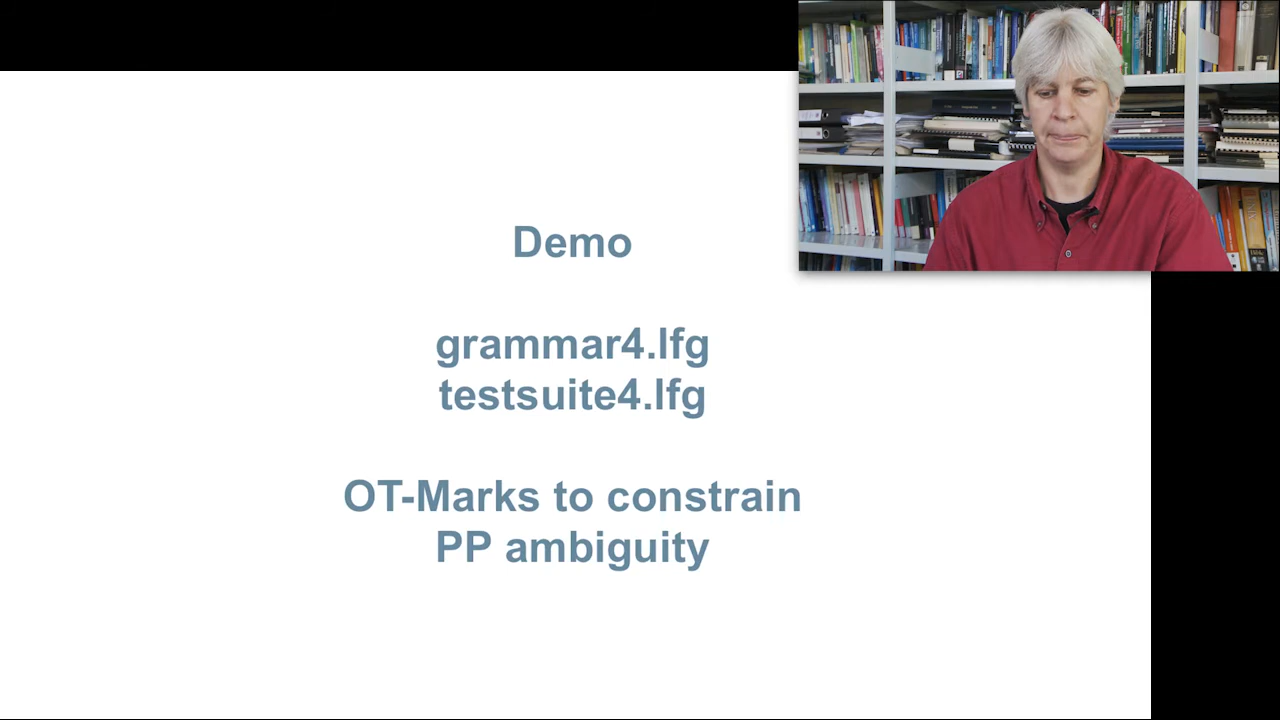 Demo
grammar4.lfg
testsuite4.lfg
OT-Marks to constrain
PP ambiguity